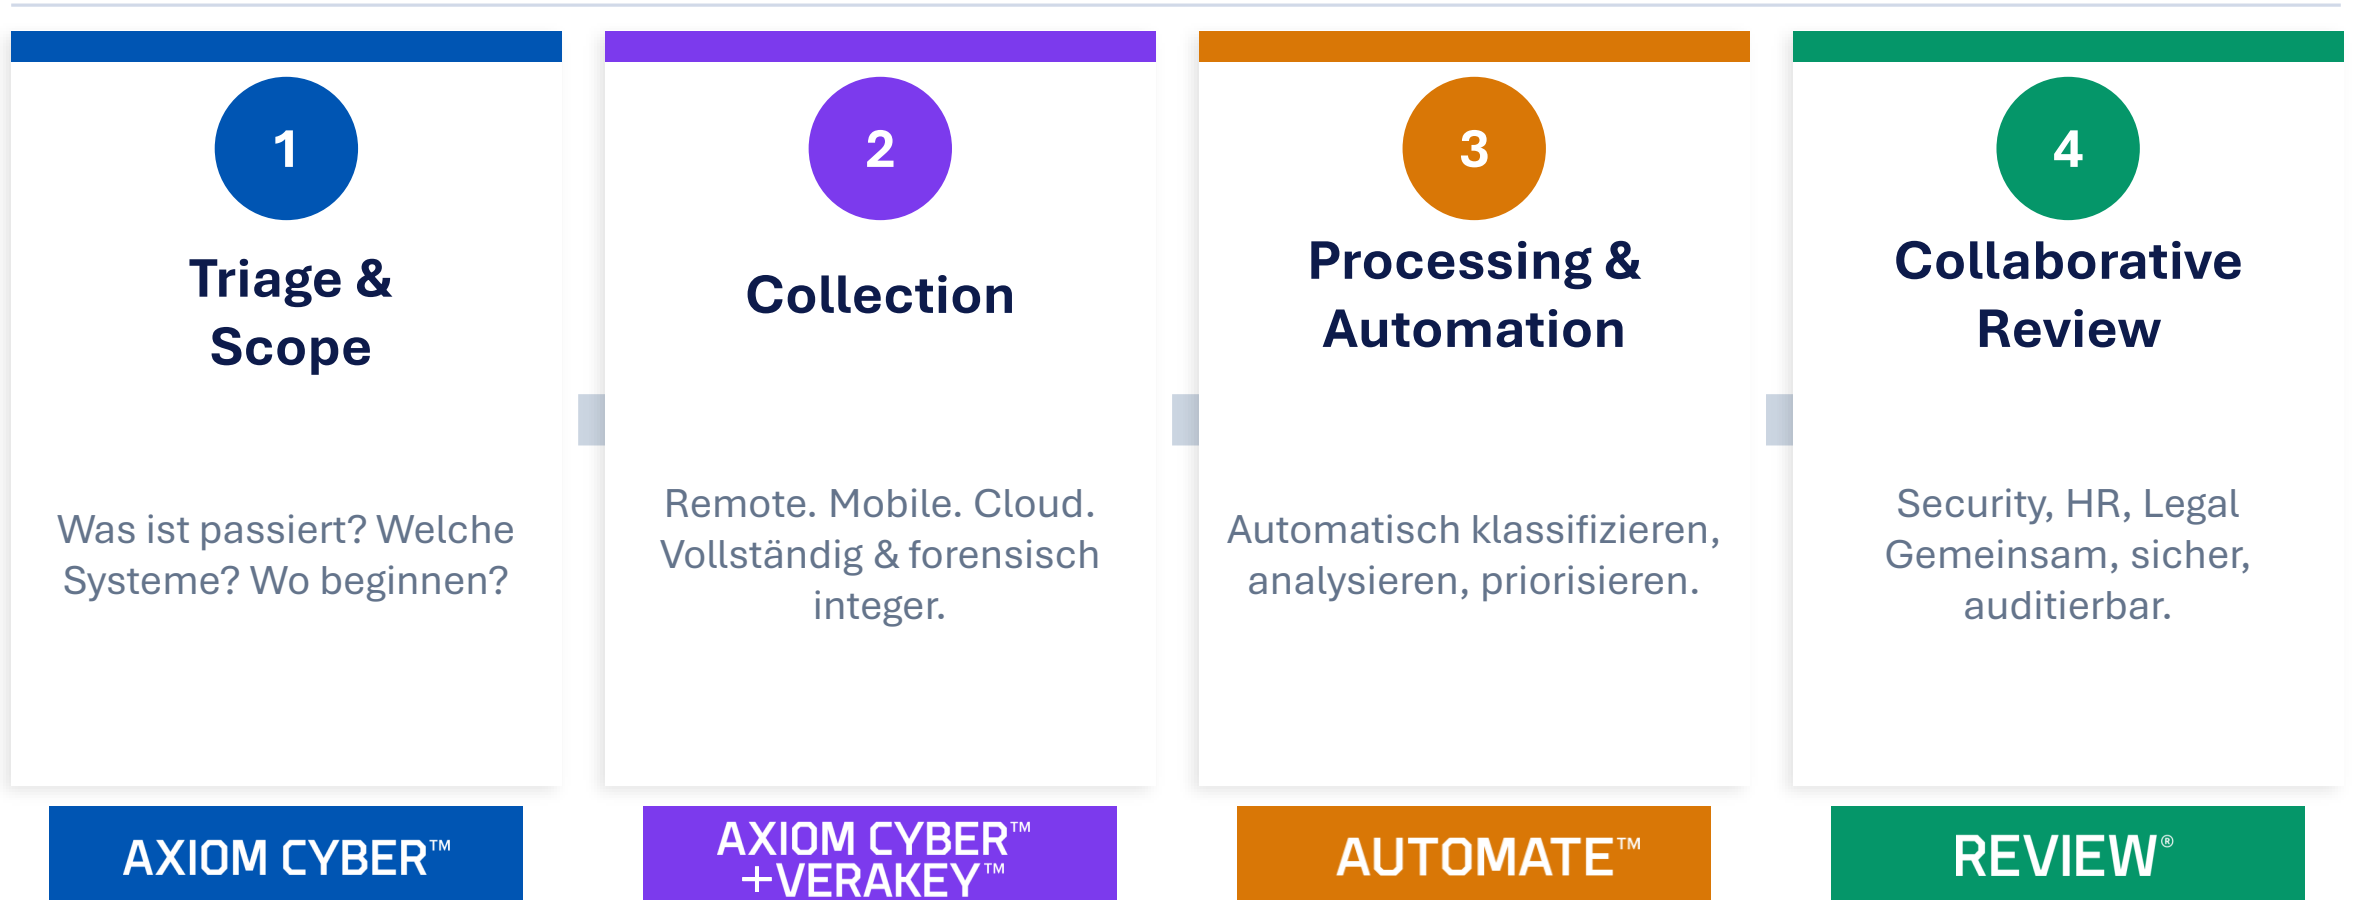 1
Triage &
Scope
Was ist passiert? Welche
Systeme? Wo beginnen?
AXIOM CYBER™
2
Collection
Remote. Mobile. Cloud.
Vollständig & forensisch
integer.
AXIOM CYBER™
+VERAKEY™
3
Processing &
Automation
Automatisch klassifizieren,
analysieren, priorisieren.
AUTOMATE™
4
Collaborative
Review
Security, HR, Legal
Gemeinsam, sicher,
auditierbar.
REVIEW®